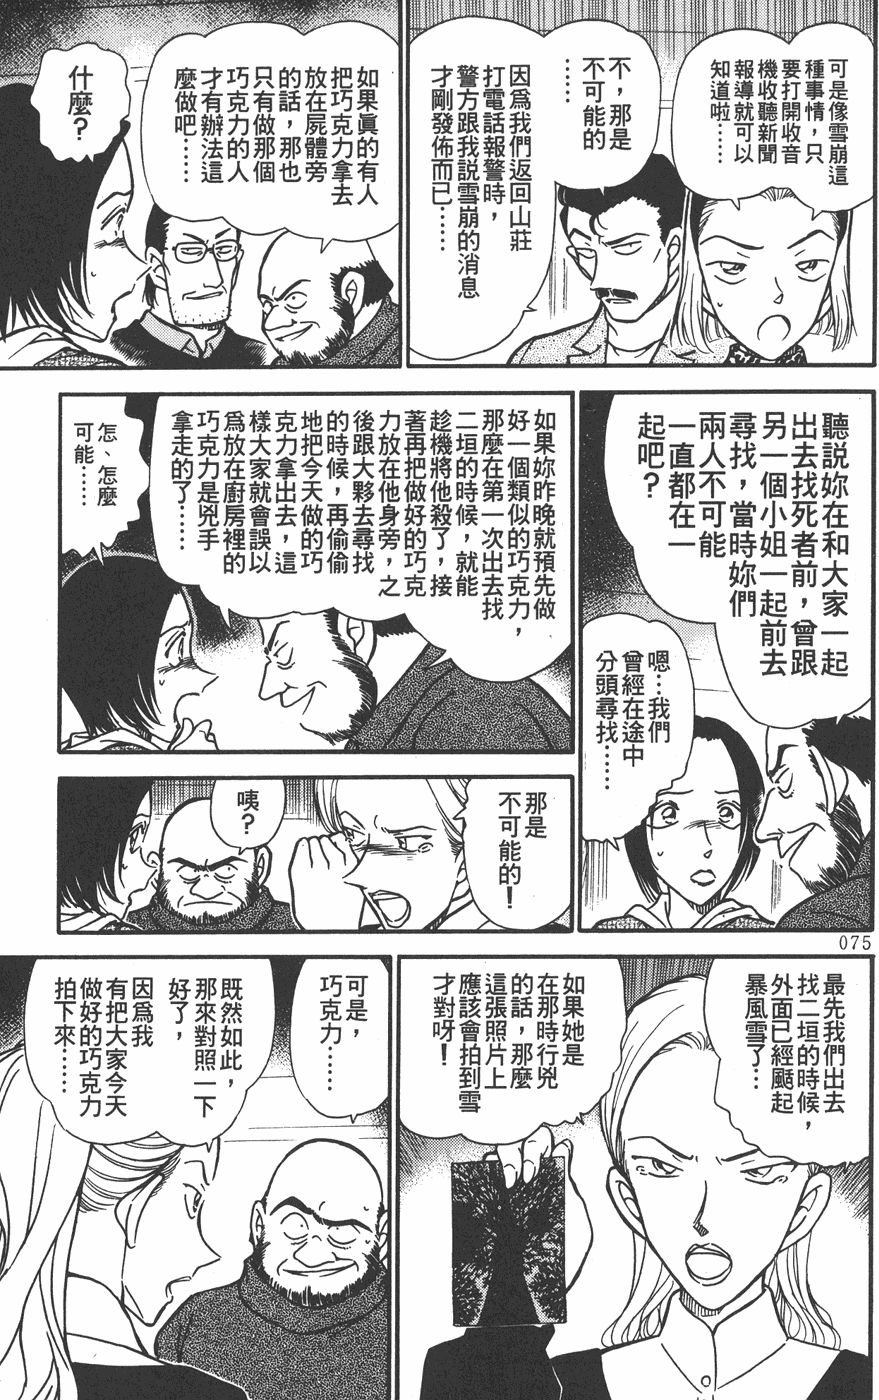 可是像雪崩這
種事情，只
要打開收音
機收聽新聞
報導就可以
知道啦……
不，那是
不可能的
……
因爲我們返回山莊
打電話報警時，
警方跟我説雪崩的消息
才剛發佈而已……
如果眞的有人
把巧克力拿去
放在屍體旁
的話，那也
只有做那個
巧克力的人
才有辦法這
麼做吧……
什麼？
聽説妳在和大家一起
出去找死者前，曾跟
另一個小姐一起前去
尋找，當時妳們
兩人不可能
一直都在一
起吧？
嗯…我們
曾經在途中
分頭尋找……
如果妳昨晚就預先做
好一個類似的巧克力，
那麼在第一次出去找
二垣的時候，就能
趁機將他殺了，接
著再把做好的巧克
力放在他身旁，之
後跟大夥去尋找
的時候，再偷偷
地把今天做的巧
克力拿出去，這
樣大家就會誤以
爲放在廚房裡的
巧克力是兇手
拿走的了……
怎、怎麼
可能……
那是
不可能的！
咦？
075
最先我們出去
找二垣的時候，
外面已經颳起
暴風雪了…
如果她是
在那時行兇
的話，那麼
這張照片上
應該會拍到雪
才對呀！
可是，
巧克力……
既然如此，
那來對照一下
好了，
因爲我
有把大家今天
做好的巧克力
拍下來……